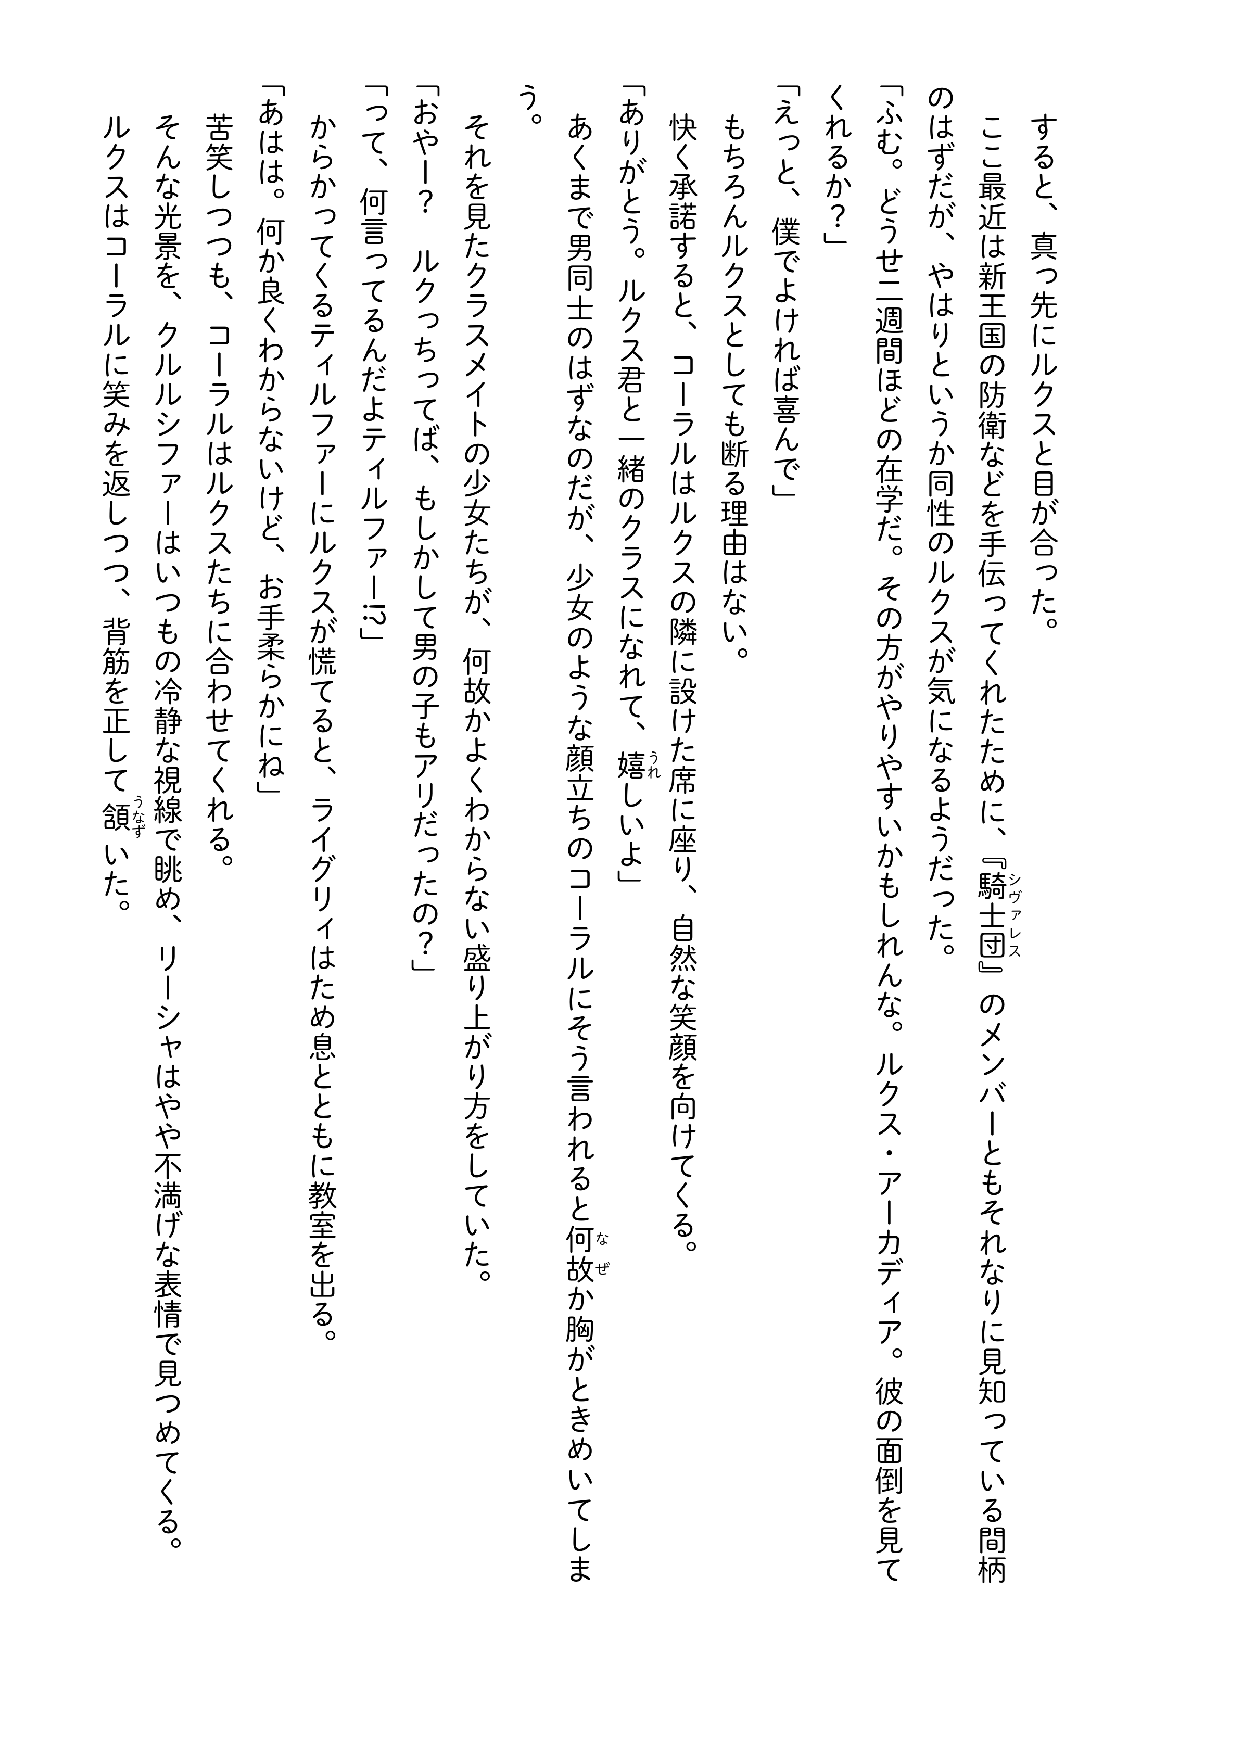 すると、真っ先にルクスと目が合った。
ここ最近は新王国の防衛などを手伝ってくれたために、『騎士団』のメンバーともそれなりに見知っている間柄
のはずだが、やはりというか同性のルクスが気になるようだった。
「ふむ。どうせ二週間ほどの在学だ。その方がやりやすいかもしれんな。ルクス・アーカディア。彼の面倒を見て
くれるか？」
「えっと、僕でよければ喜んで」
もちろんルクスとしても断る理由はない。
快く承諾すると、コーラルはルクスの隣に設けた席に座り、自然な笑顔を向けてくる。
「ありがとう。ルクス君と一緒のクラスになれて、嬉しいよ」
あくまで男同士のはずなのだが、少女のような顔立ちのコーラルにそう言われると何故か胸がときめいてしま
う。
それを見たクラスメイトの少女たちが、何故かよくわからない盛り上がり方をしていた。
「おやー？　ルクっちってば、もしかして男の子もアリだったの？」
「って、何言ってるんだよティルファー!?」
からかってくるティルファーにルクスが慌てると、ライグリィはため息とともに教室を出る。
「あはは。何か良くわからないけど、お手柔らかにね」
苦笑しつつも、コーラルはルクスたちに合わせてくれる。
そんな光景を、クルルシファーはいつもの冷静な視線で眺め、リーシャはやや不満げな表情で見つめてくる。
ルクスはコーラルに笑みを返しつつ、背筋を正して頷いた。